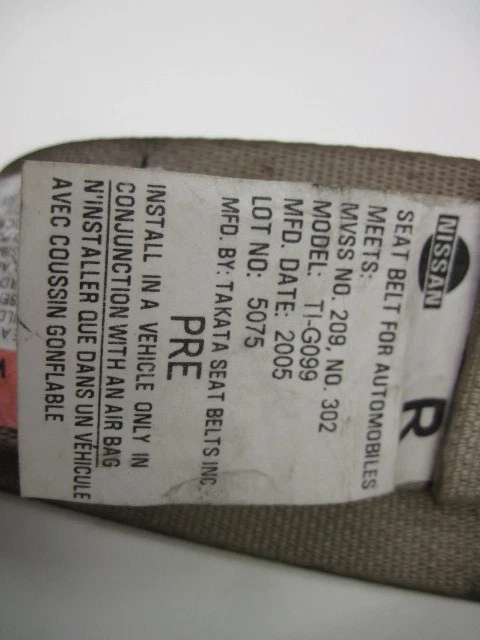 NISSAN
R
SEAT BELT FOR AUTOMOBILES
MEETS:
MVSS NO. 209, NO. 302
MODEL: TI-G099
MFD. DATE: 2005
LOT NO: 5075
MFD. BY: TAKATA SEAT BELTS INC.
PRE
INSTALL IN A VEHICLE ONLY IN
CONJUNCTION WITH AN AIR BAG
N'INSTALLER QUE DANS UN VÉHICULE
AVEC COUSSIN GONFLABLE